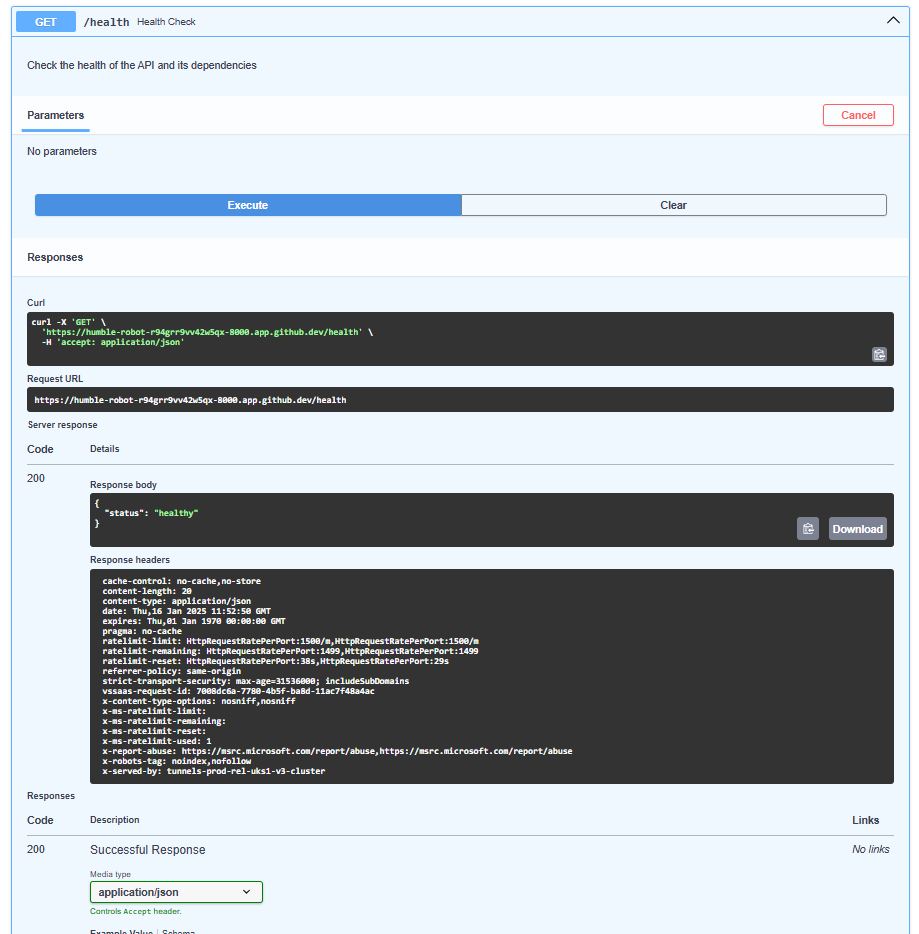 GET /health Health Check
Check the health of the API and its dependencies
Parameters
Cancel
No parameters
Execute
Clear
Responses
Curl
curl -X 'GET' \
  'https://humble-robot-r94grr9vv42w5qx-8000.app.github.dev/health' \
  -H 'accept: application/json'
Request URL
https://humble-robot-r94grr9vv42w5qx-8000.app.github.dev/health
Server response
Code Details
200
Response body
{
  "status": "healthy"
}
Download
Response headers
cache-control: no-cache,no-store
content-length: 20
content-type: application/json
date: Thu,16 Jan 2025 11:52:50 GMT
expires: Thu,01 Jan 1970 00:00:00 GMT
pragma: no-cache
ratelimit-limit: HttpRequestRatePerPort:1500/m,HttpRequestRatePerPort:1500/m
ratelimit-remaining: HttpRequestRatePerPort:1499,HttpRequestRatePerPort:1499
ratelimit-reset: HttpRequestRatePerPort:38s,HttpRequestRatePerPort:29s
referrer-policy: same-origin
strict-transport-security: max-age=31536000; includeSubDomains
vssaas-request-id: 7008dc6a-7780-4b5f-ba8d-11ac7f48a4ac
x-content-type-options: nosniff,nosniff
x-ms-ratelimit-limit:
x-ms-ratelimit-remaining:
x-ms-ratelimit-reset:
x-ms-ratelimit-used: 1
x-report-abuse: https://msrc.microsoft.com/report/abuse,https://msrc.microsoft.com/report/abuse
x-robots-tag: noindex,nofollow
x-served-by: tunnels-prod-rel-uks1-v3-cluster
Responses
Code Description Links
200 Successful Response No links
Media type
application/json
Controls Accept header.
Example Value | Schema